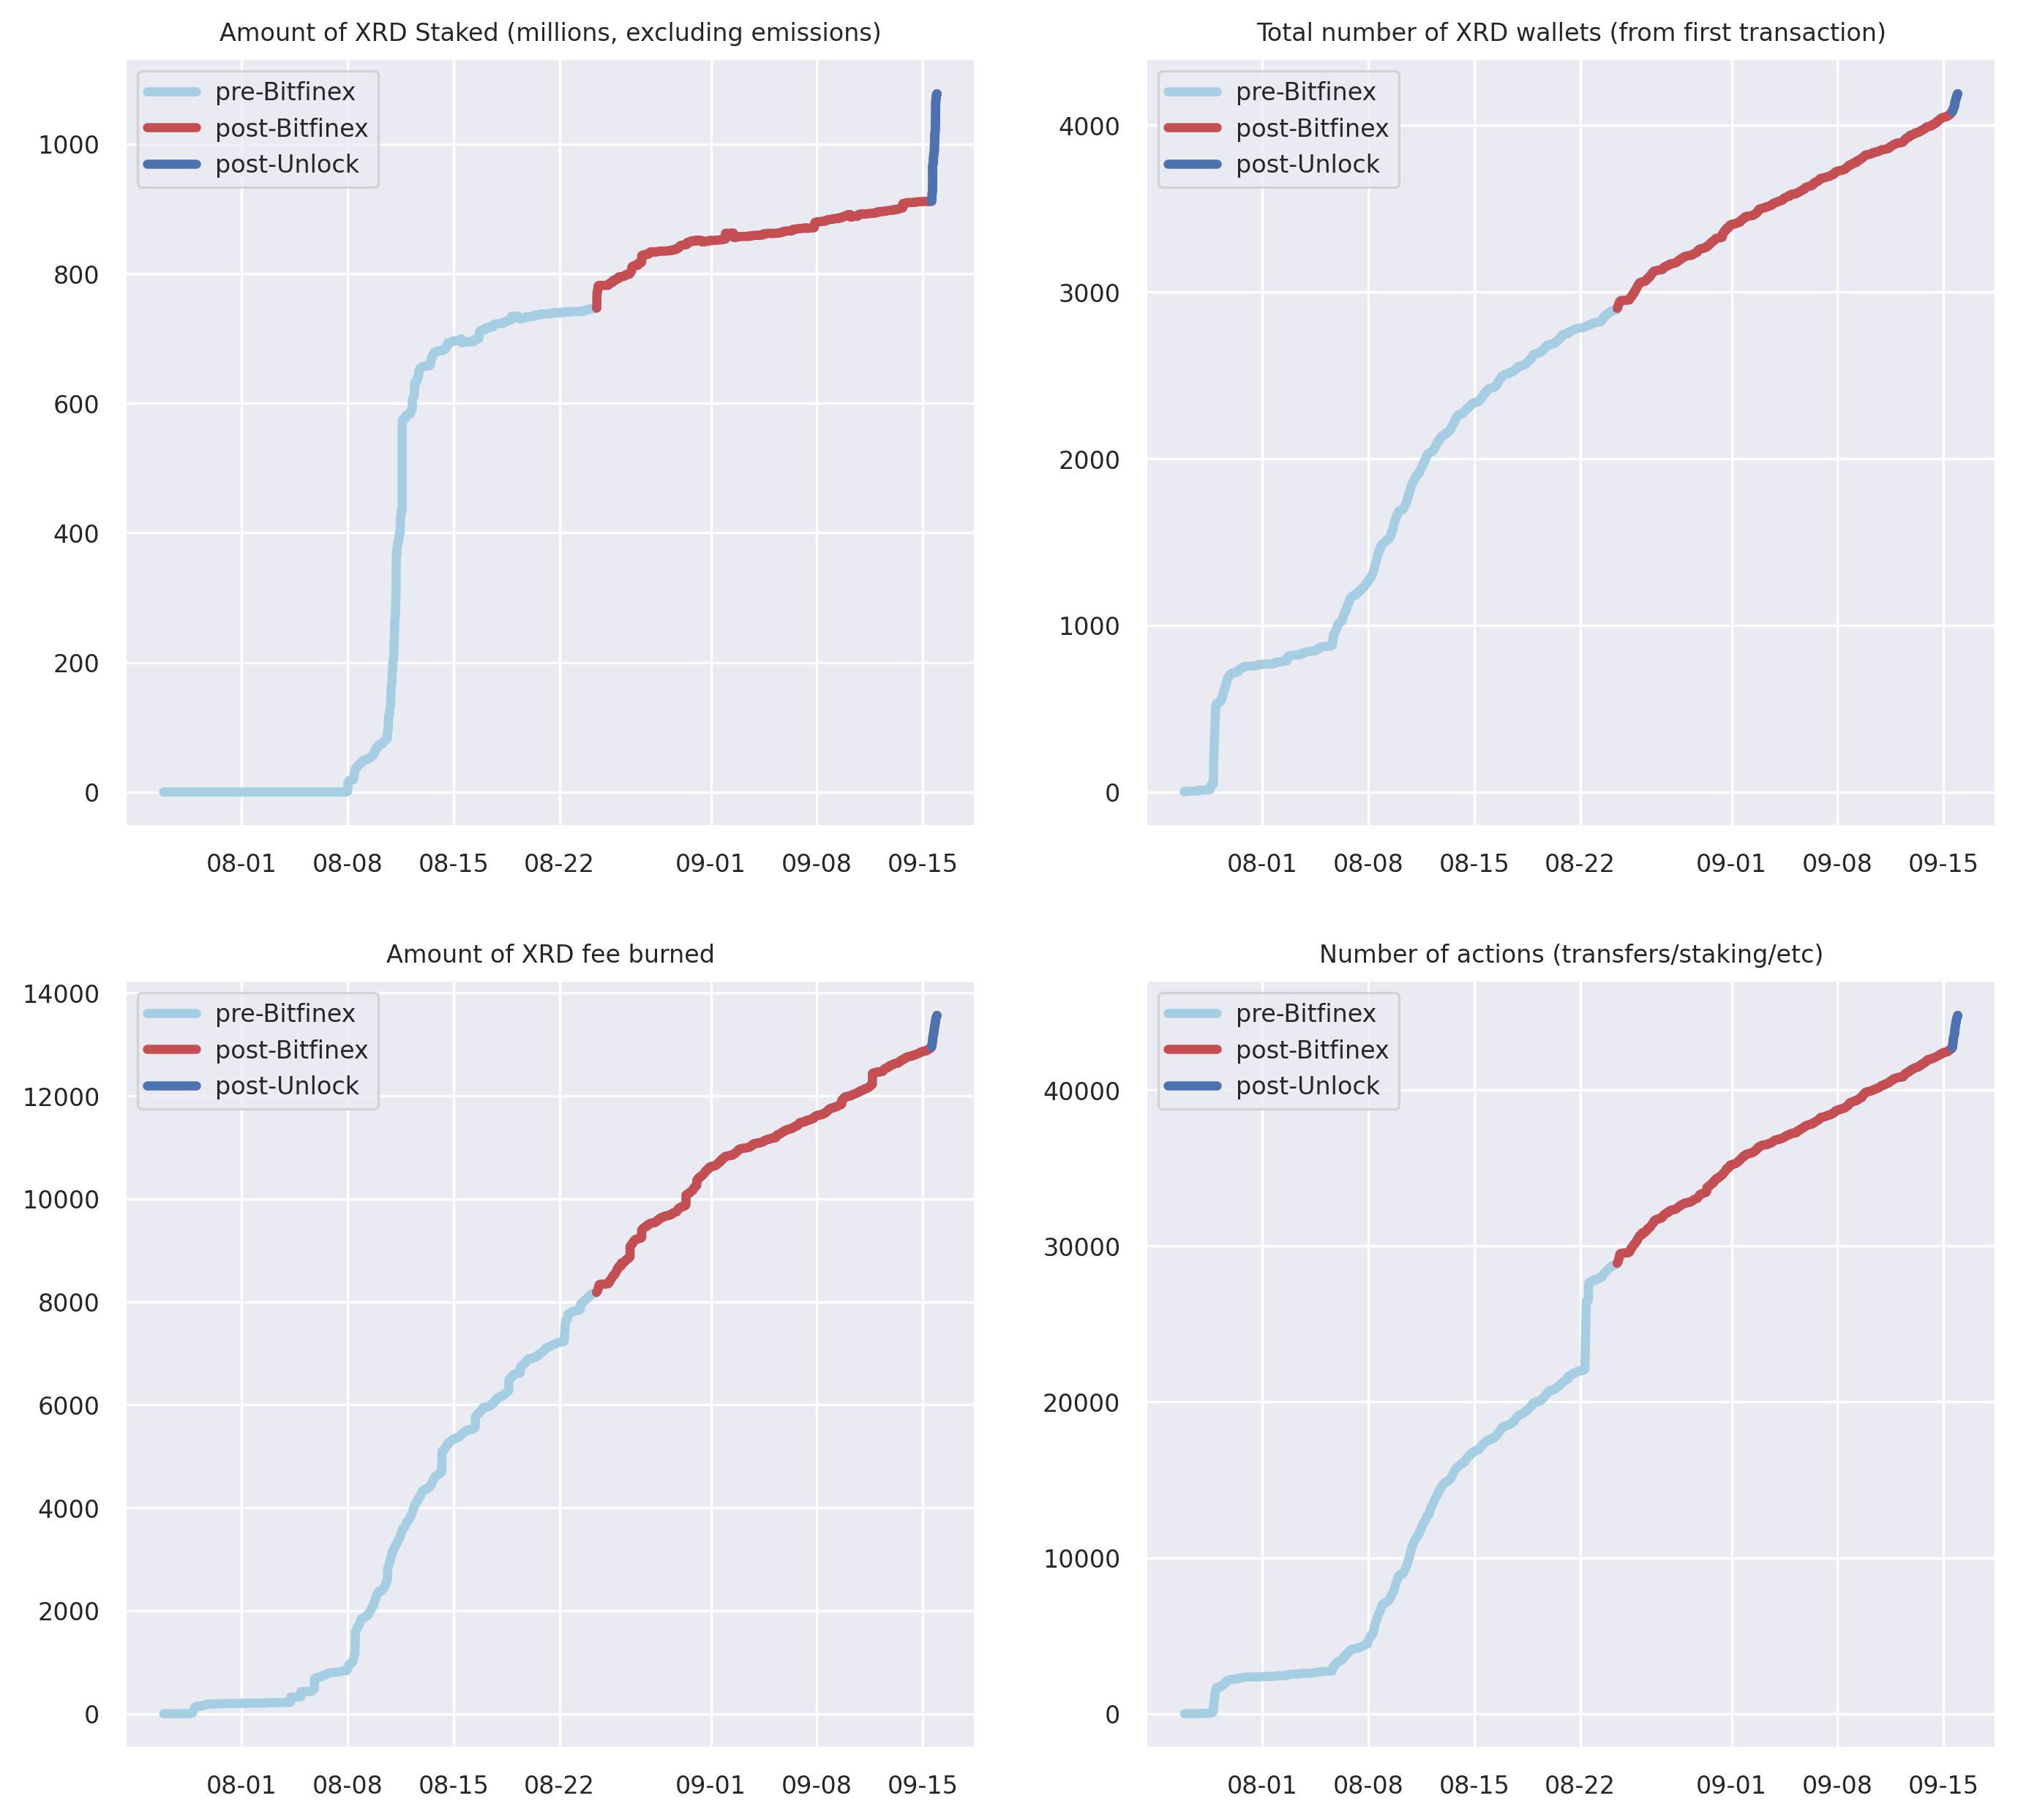 Amount of XRD Staked (millions, excluding emissions)
pre-Bitfinex
post-Bitfinex
post-Unlock
1000
800
600
400
200
0
08-01 08-08 08-15 08-22 09-01 09-08 09-15
Total number of XRD wallets (from first transaction)
pre-Bitfinex
post-Bitfinex
post-Unlock
4000
3000
2000
1000
0
08-01 08-08 08-15 08-22 09-01 09-08 09-15
Amount of XRD fee burned
pre-Bitfinex
post-Bitfinex
post-Unlock
14000
12000
10000
8000
6000
4000
2000
0
08-01 08-08 08-15 08-22 09-01 09-08 09-15
Number of actions (transfers/staking/etc)
pre-Bitfinex
post-Bitfinex
post-Unlock
40000
30000
20000
10000
0
08-01 08-08 08-15 08-22 09-01 09-08 09-15